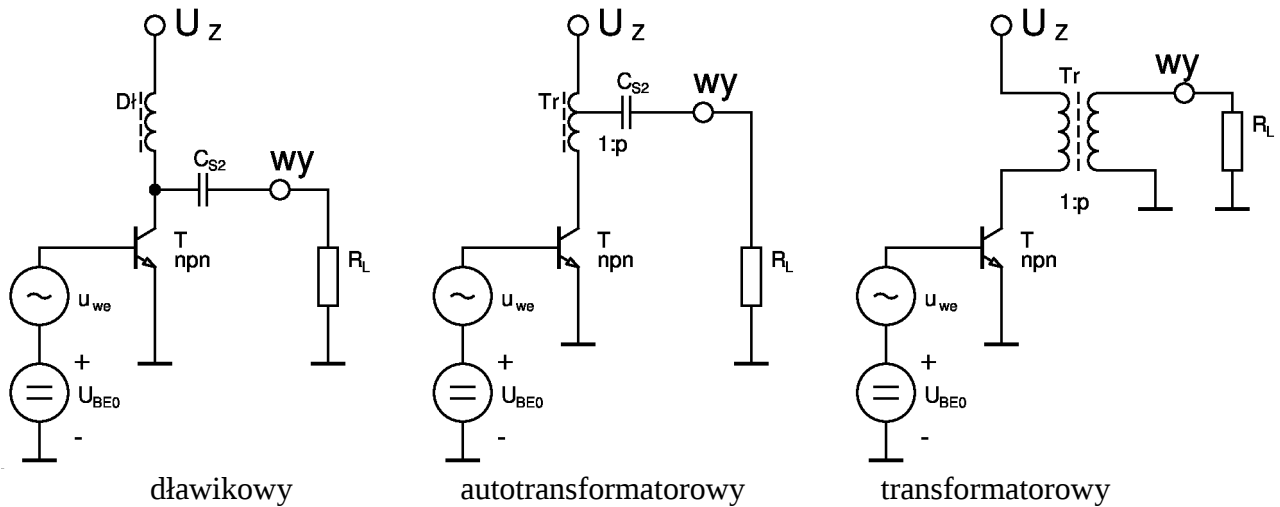 U Z
Dł
C S2
wy
T
npn
R L
u we
+
U BE0
-
dławikowy
U Z
Tr
C S2
wy
1:p
T
npn
R L
u we
+
U BE0
-
autotransformatorowy
U Z
Tr
wy
R L
1:p
T
npn
u we
+
U BE0
-
transformatorowy